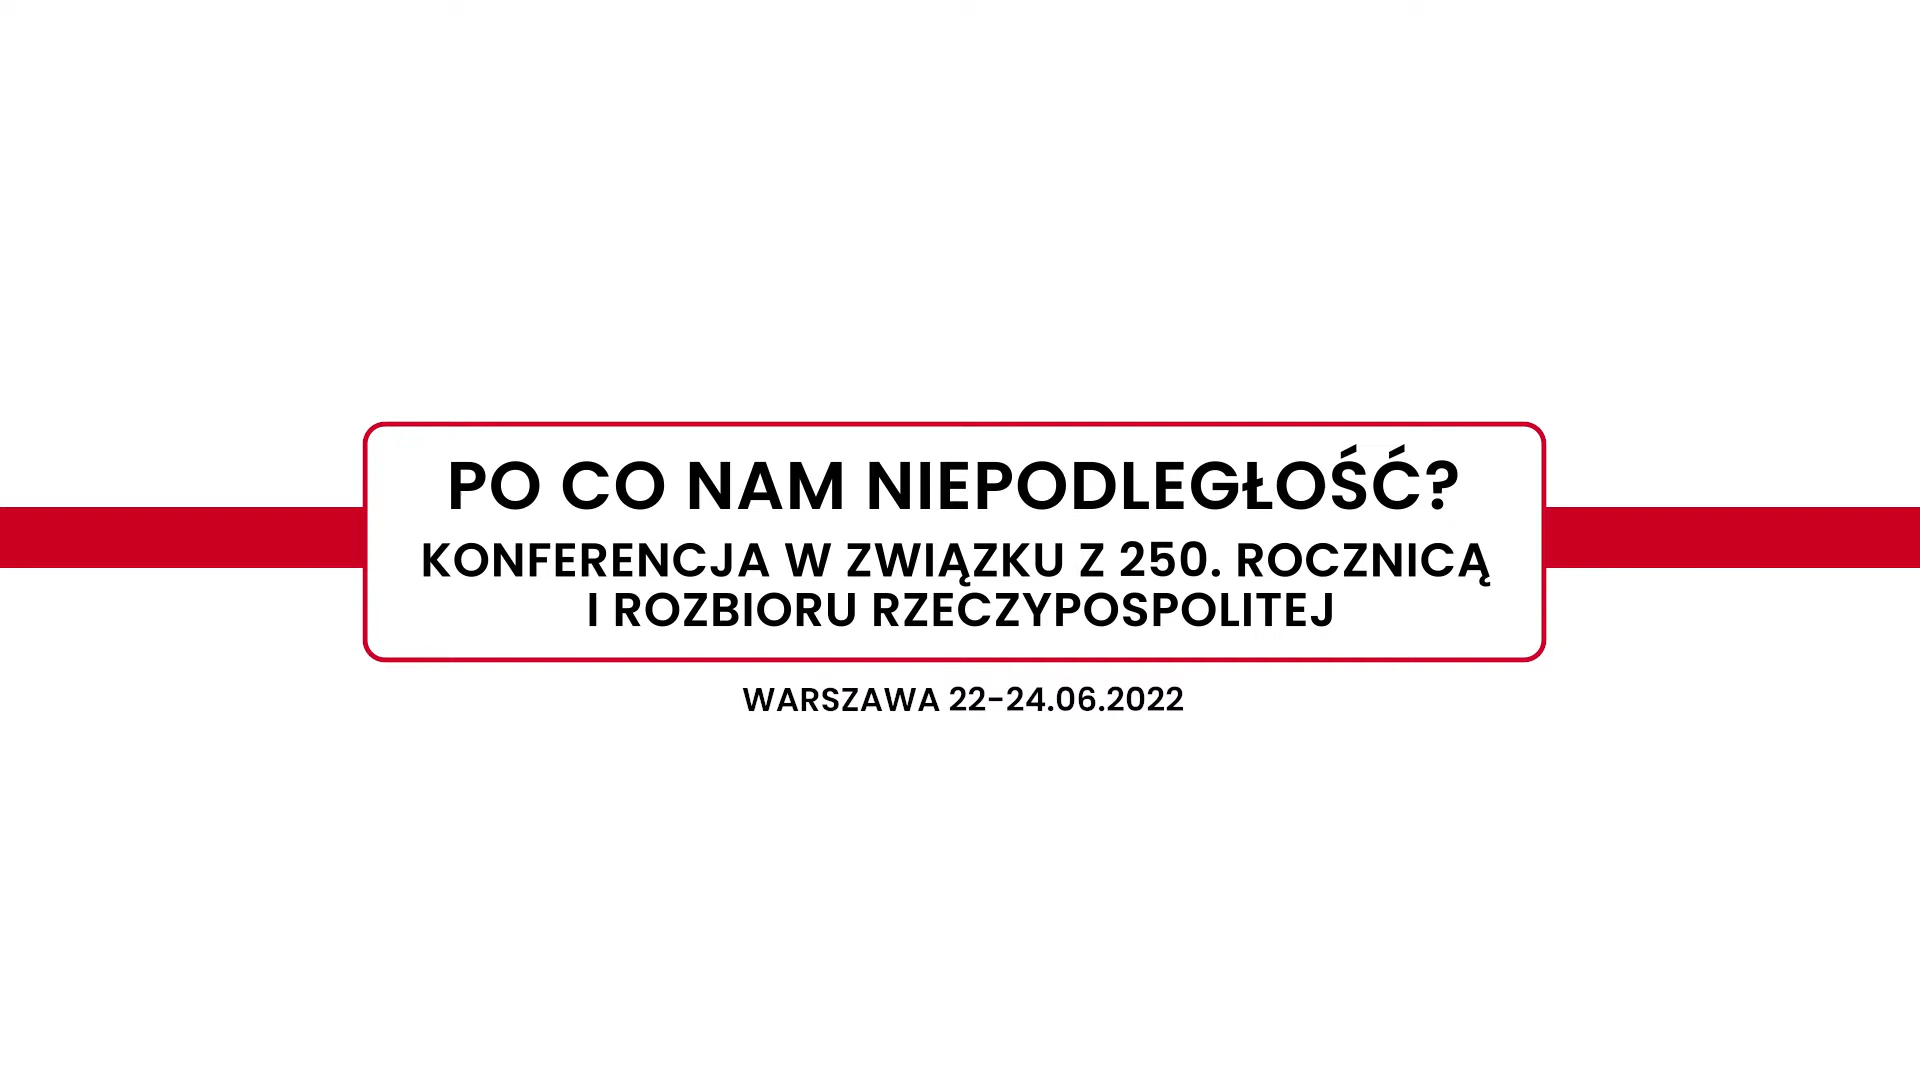 PO CO NAM NIEPODLEGŁOŚĆ?
KONFERENCJA W ZWIĄZKU Z 250. ROCZNICĄ
I ROZBIORU RZECZYPOSPOLITEJ
WARSZAWA 22-24.06.2022